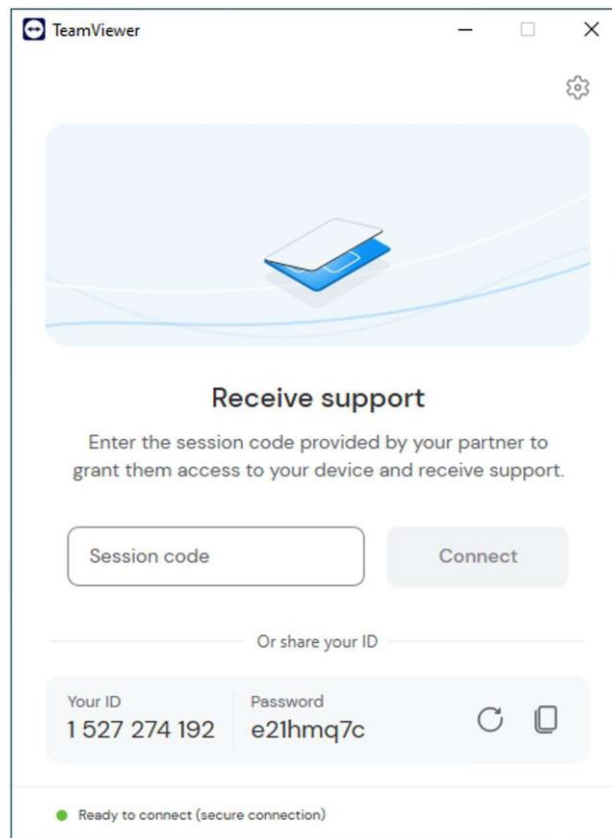 TeamViewer
Receive support
Enter the session code provided by your partner to
grant them access to your device and receive support.
Session code
Connect
Or share your ID
Your ID
Password
1 527 274 192
e21hmq7c
Ready to connect (secure connection)